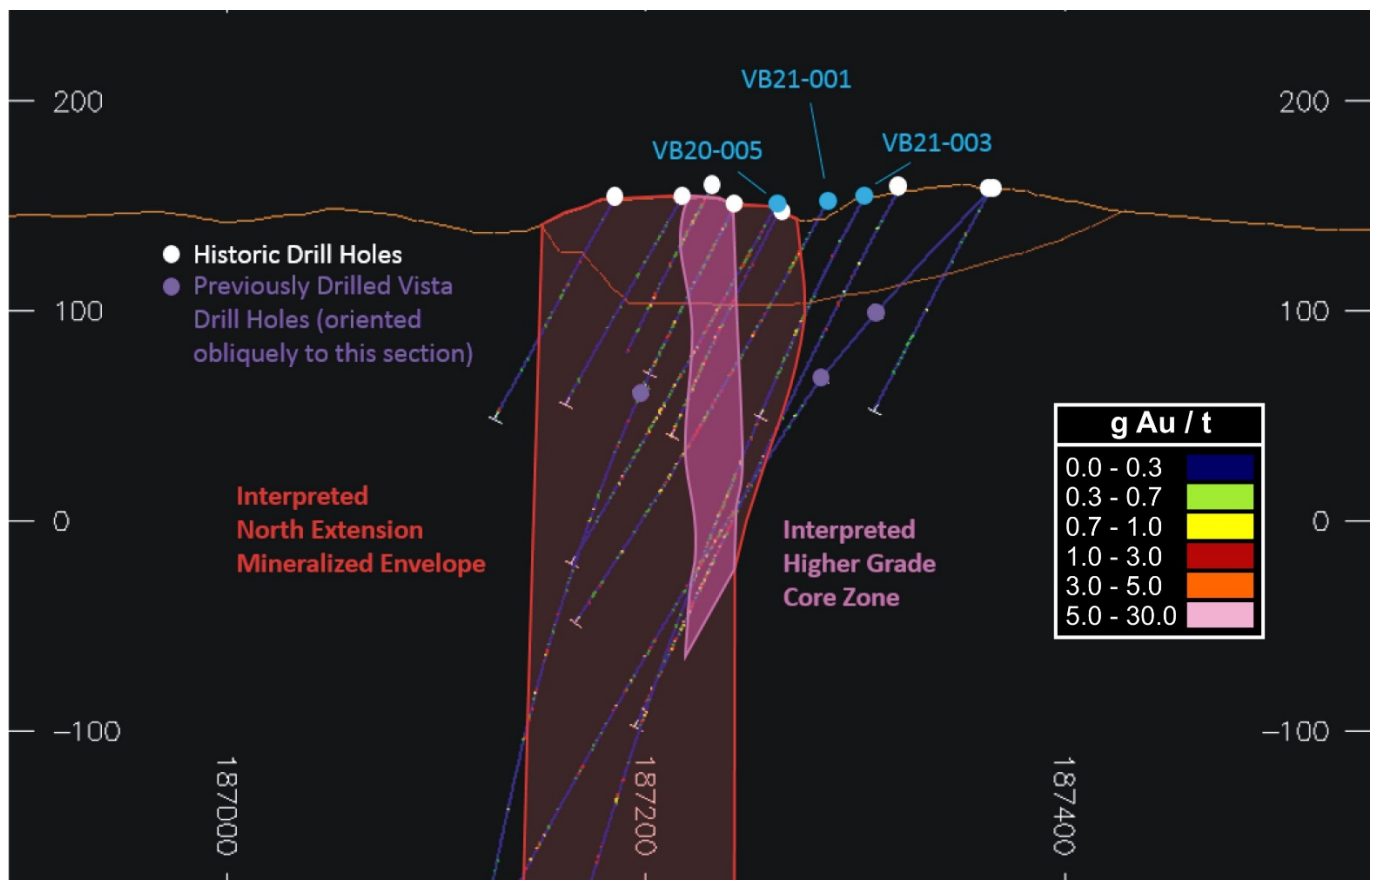 VB21-001
200
200
VB20-005
VB21-003
Historic Drill Holes
Previously Drilled Vista
Drill Holes (oriented
obliquely to this section)
100
100
g Au / t
0.0 - 0.3
0.3 - 0.7
0.7 - 1.0
1.0 - 3.0
3.0 - 5.0
5.0 - 30.0
Interpreted
North Extension
Mineralized Envelope
0
0
Interpreted
Higher Grade
Core Zone
-100
-100
187000
187200
187400